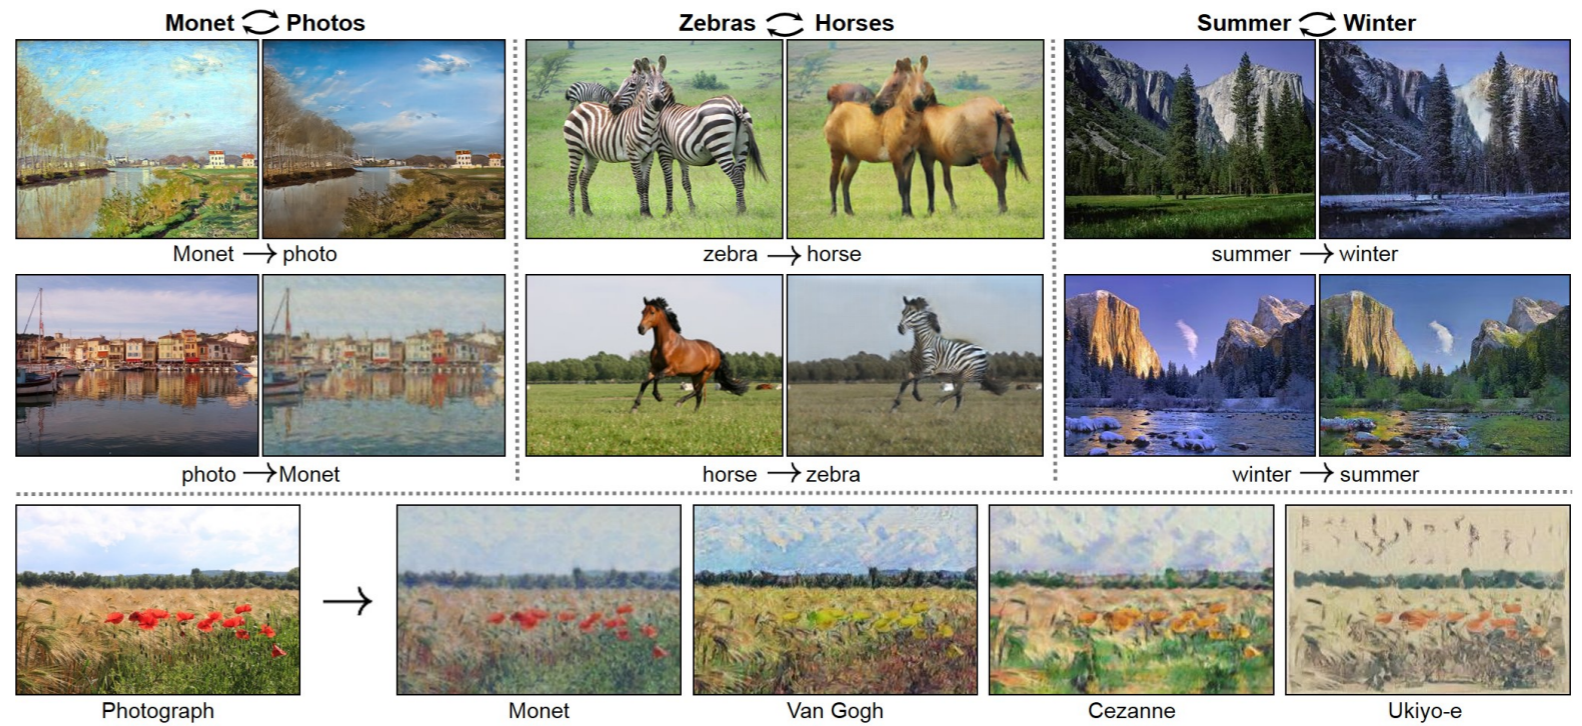 Monet ⇄ Photos
Zebras ⇄ Horses
Summer ⇄ Winter
Monet → photo
zebra → horse
summer → winter
photo → Monet
horse → zebra
winter → summer
Photograph
Monet
Van Gogh
Cezanne
Ukiyo-e